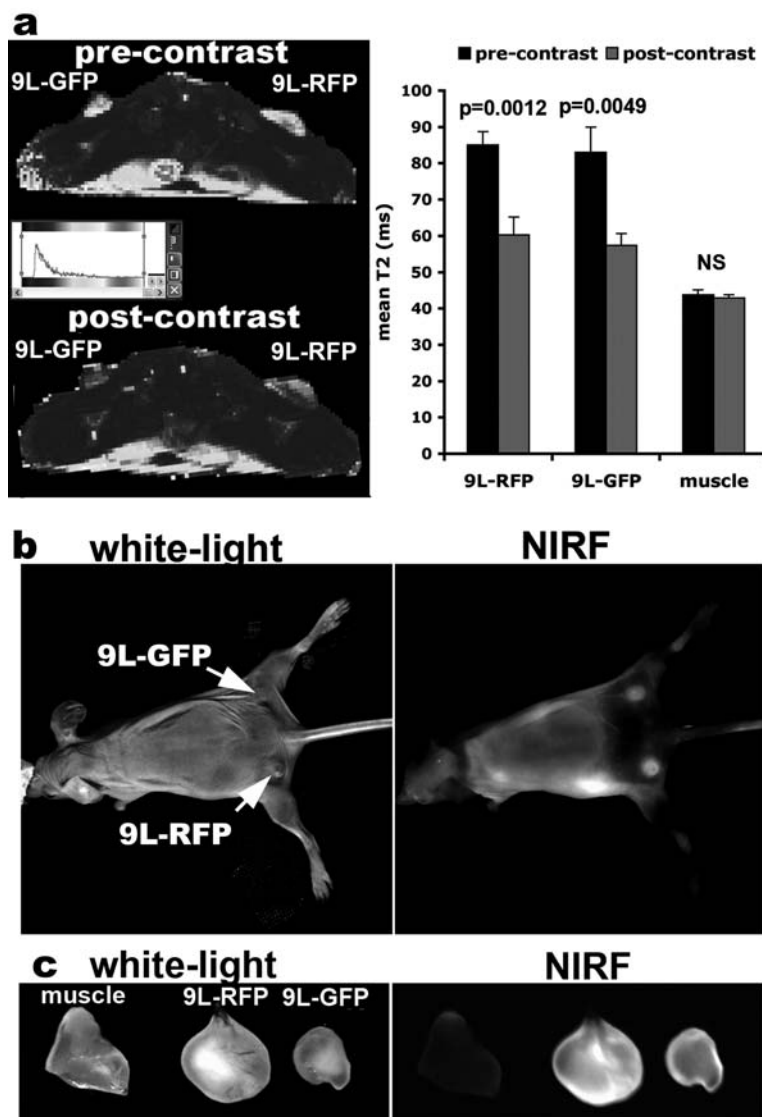 a
pre-contrast
9L-GFP 9L-RFP
post-contrast
9L-GFP 9L-RFP
pre-contrast post-contrast
p=0.0012 p=0.0049
NS
mean T2 (ms)
100
90
80
70
60
50
40
30
20
10
0
9L-RFP 9L-GFP muscle
b white-light NIRF
9L-GFP
9L-RFP
c white-light NIRF
muscle 9L-RFP 9L-GFP